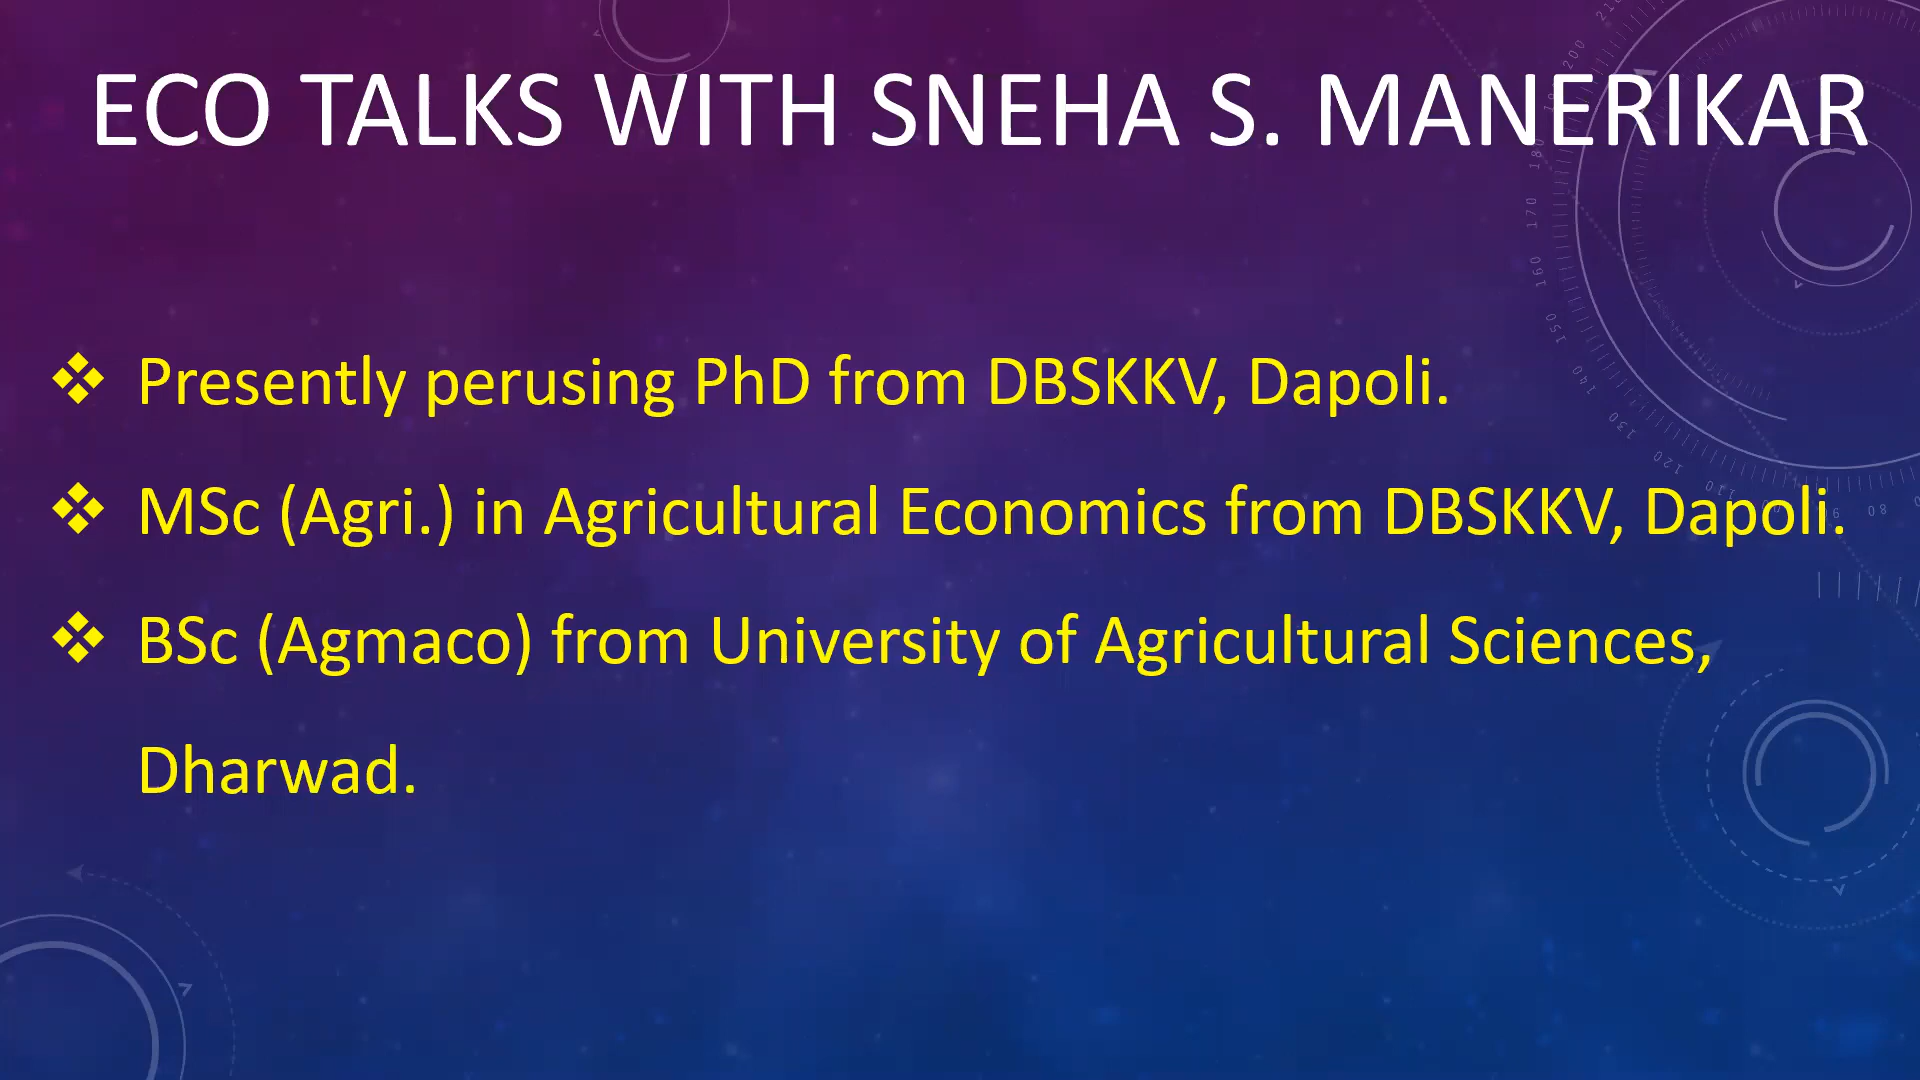 ECO TALKS WITH SNEHA S. MANERIKAR
❖ Presently perusing PhD from DBSKKV, Dapoli.
❖ MSc (Agri.) in Agricultural Economics from DBSKKV, Dapoli.
❖ BSc (Agmaco) from University of Agricultural Sciences,
Dharwad.